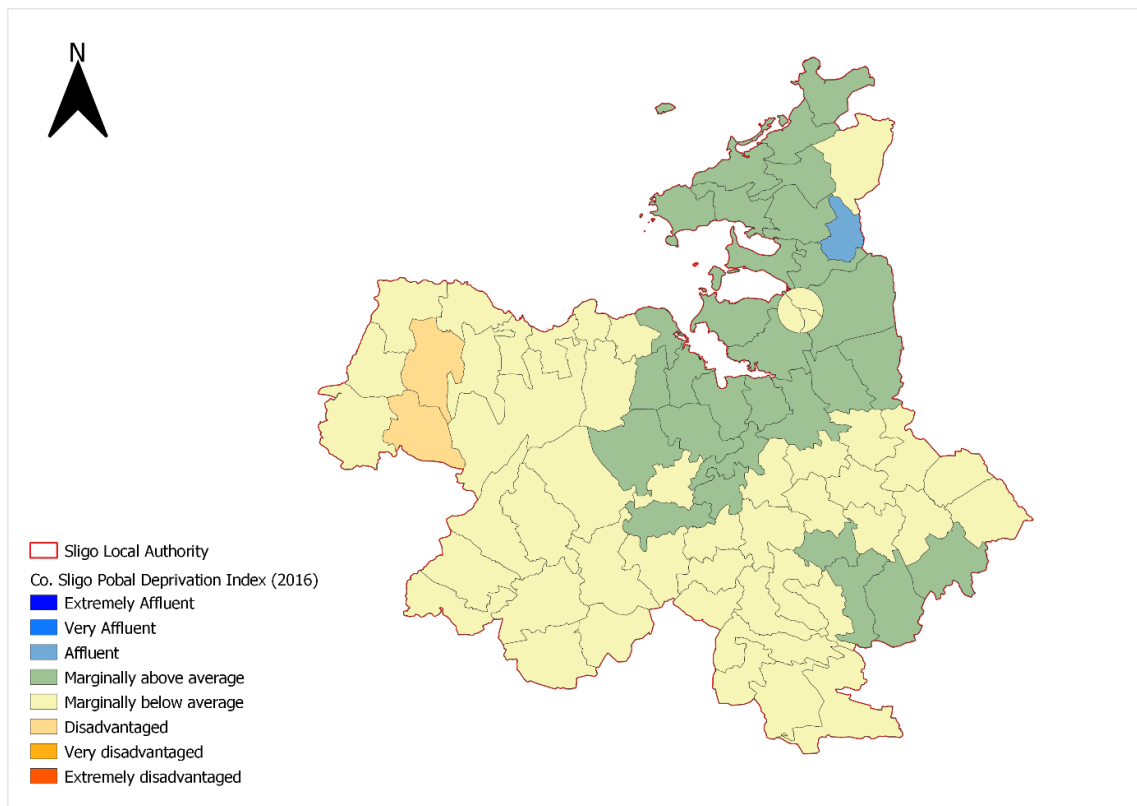 N
Sligo Local Authority
Co. Sligo Pobal Deprivation Index (2016)
Extremely Affluent
Very Affluent
Affluent
Marginally above average
Marginally below average
Disadvantaged
Very disadvantaged
Extremely disadvantaged